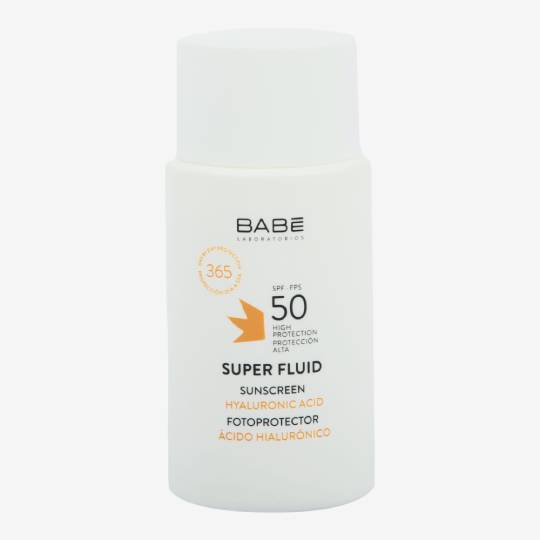 BABÉ
LABORATORIOS
365
SPF · FPS
50
HIGH
PROTECTION
PROTECCIÓN
ALTA
SUPER FLUID
SUNSCREEN
HYALURONIC ACID
FOTOPROTECTOR
ÁCIDO HIALURÓNICO